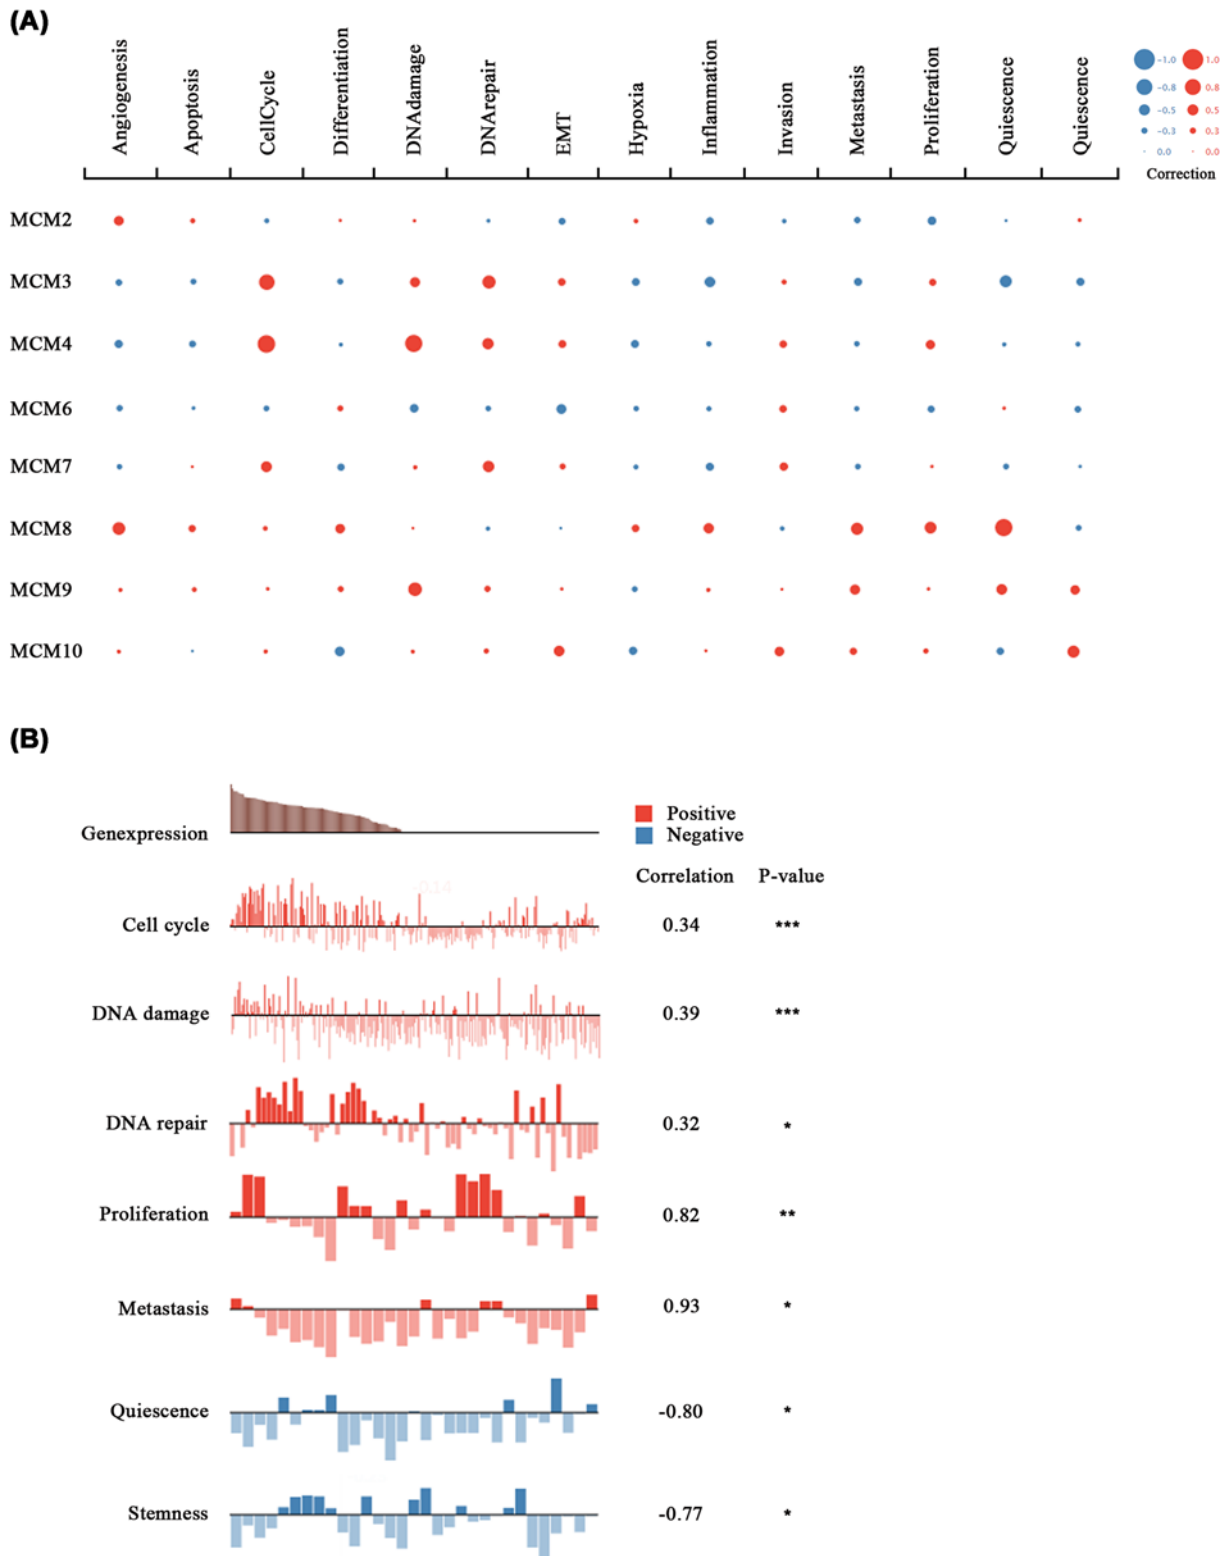 (A)
Angiogenesis
Apoptosis
CellCycle
Differentiation
DNAdamage
DNArepair
EMT
Hypoxia
Inflammation
Invasion
Metastasis
Proliferation
Quiescence
Quiescence
-1.0 1.0
-0.8 0.8
-0.5 0.5
-0.3 0.3
0.0 0.0
Correction
MCM2
MCM3
MCM4
MCM6
MCM7
MCM8
MCM9
MCM10
(B)
Genexpression
Positive
Negative
Correlation P-value
-0.14
Cell cycle 0.34 ***
DNA damage 0.39 ***
DNA repair 0.32 *
Proliferation 0.82 **
Metastasis 0.93 *
Quiescence -0.80 *
Stemness -0.77 *